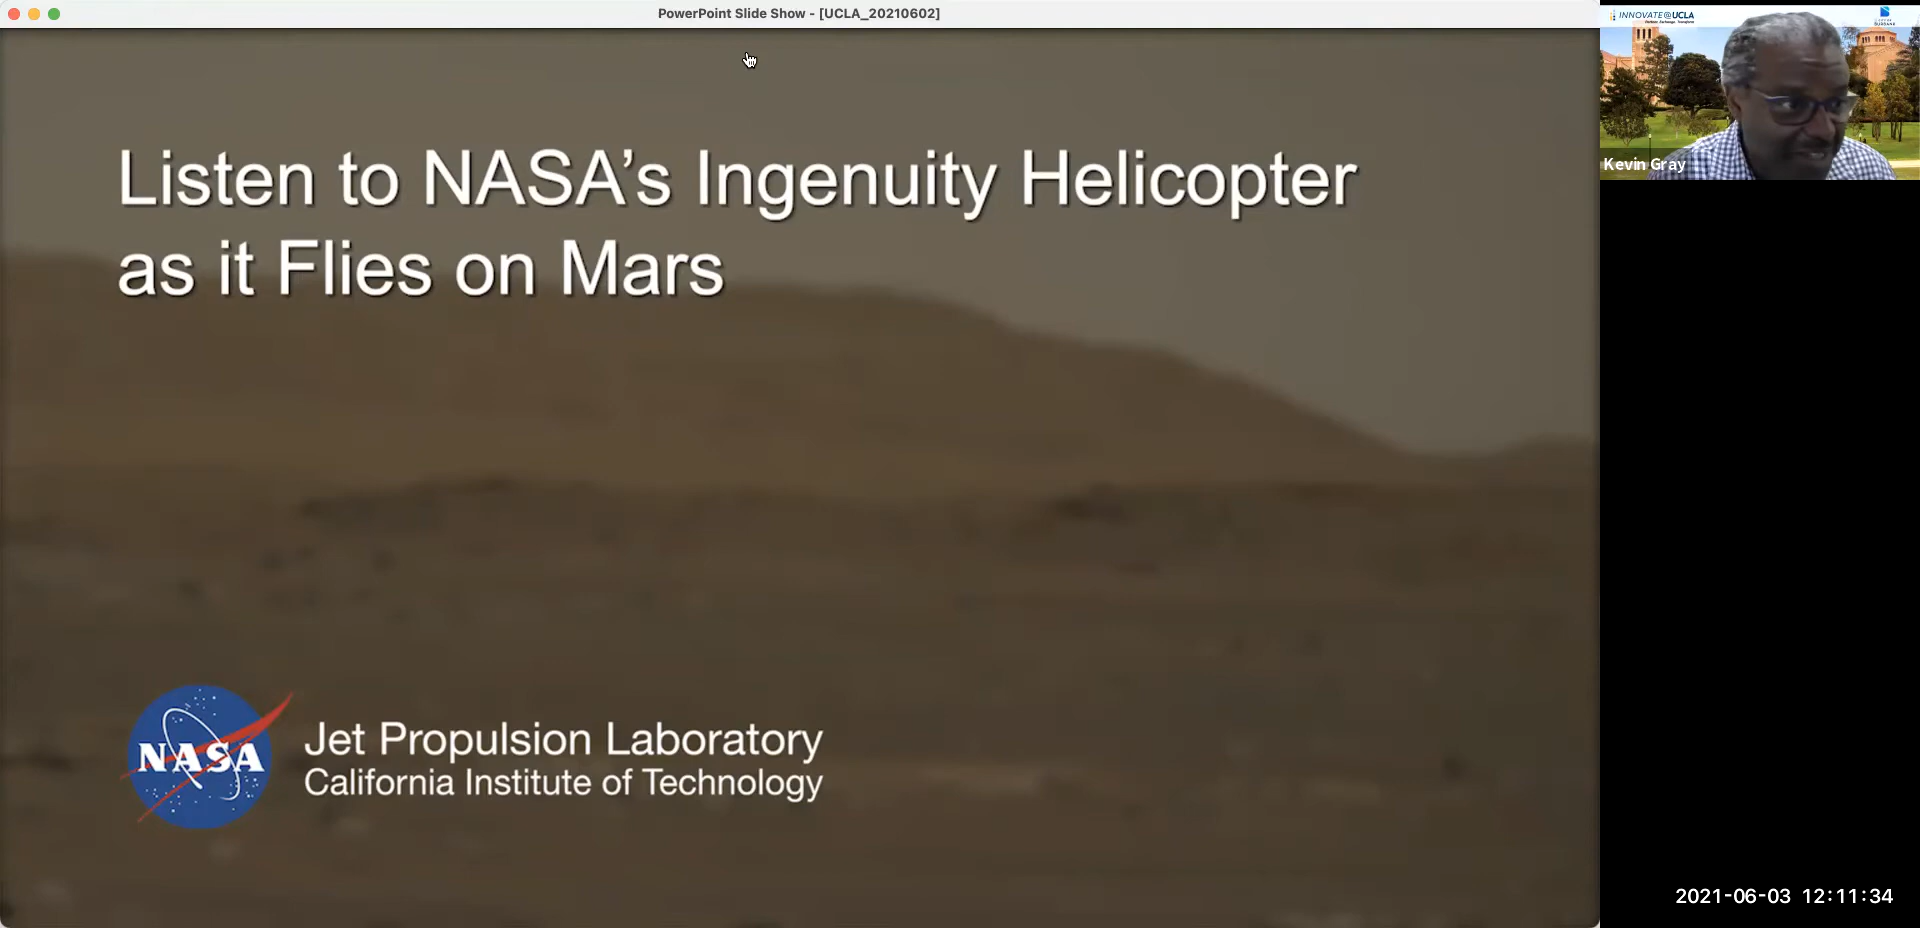 PowerPoint Slide Show - [UCLA_20210602]
INNOVATE@UCLA
Listen to NASA's Ingenuity Helicopter
as it Flies on Mars
Kevin Gray
NASA
Jet Propulsion Laboratory
California Institute of Technology
2021-06-03 12:11:34